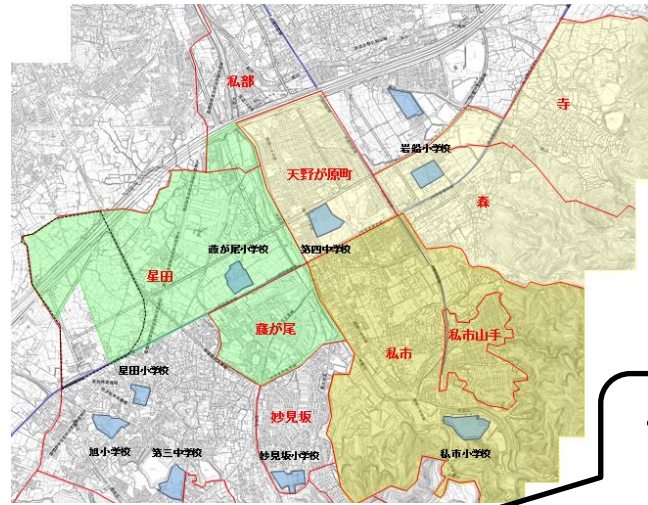 私部
寺
岩船小学校
天野が原町
森
藤が尾小学校
第四中学校
星田
藤が尾
私市
私市山手
星田小学校
妙見坂
旭小学校
第三中学校
妙見坂小学校
私市小学校